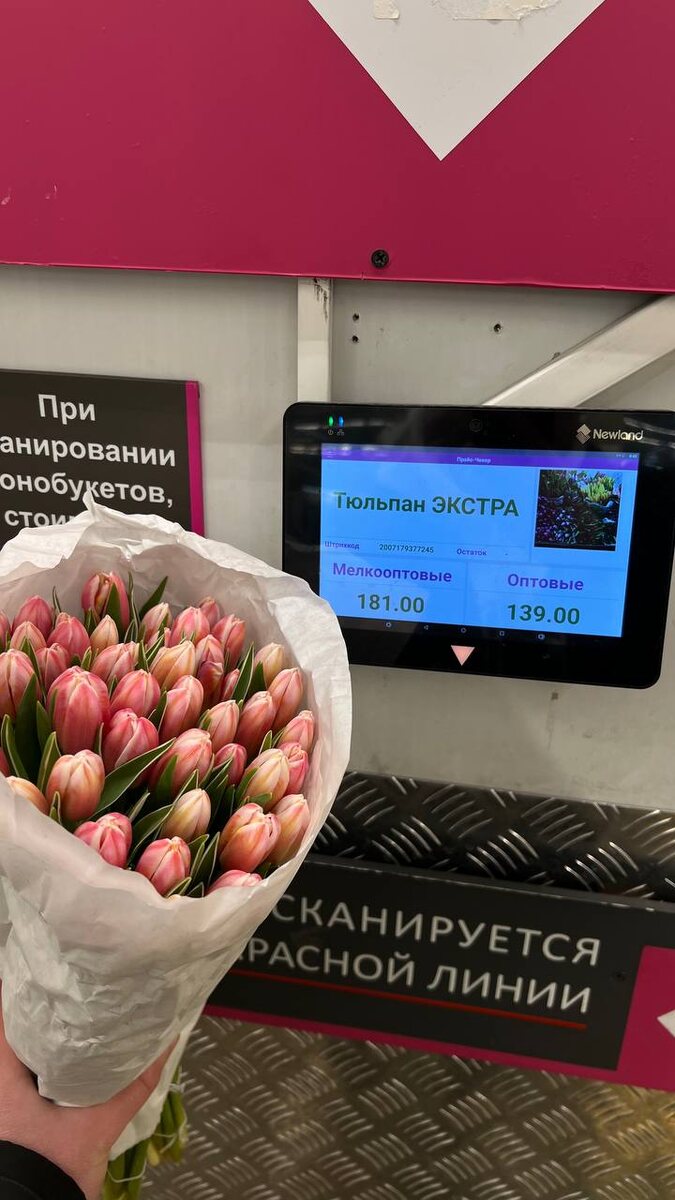 При
анировании
онобукетов,
стои
Newland
Прайс-Чекер
Тюльпан ЭКСТРА
Штрихкод 2007179377245 Остаток
Мелкооптовые Оптовые
181.00 139.00
СКАНИРУЕТСЯ
РАСНОЙ ЛИНИИ